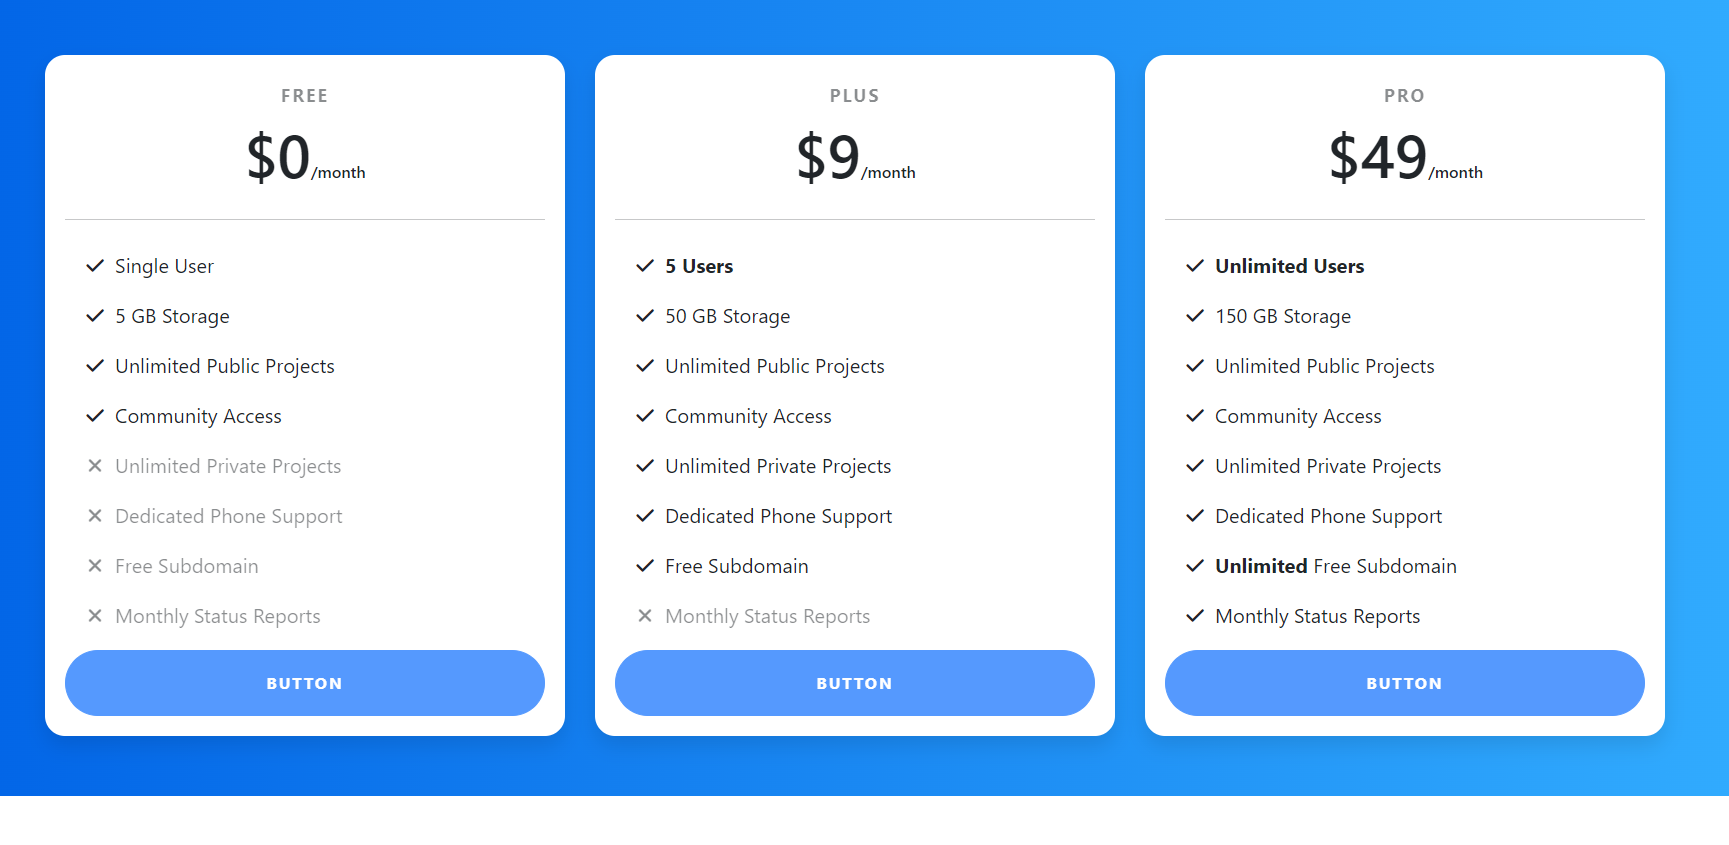 FREE
$0/month
Single User
5 GB Storage
Unlimited Public Projects
Community Access
Unlimited Private Projects
Dedicated Phone Support
Free Subdomain
Monthly Status Reports
BUTTON
PLUS
$9/month
5 Users
50 GB Storage
Unlimited Public Projects
Community Access
Unlimited Private Projects
Dedicated Phone Support
Free Subdomain
Monthly Status Reports
BUTTON
PRO
$49/month
Unlimited Users
150 GB Storage
Unlimited Public Projects
Community Access
Unlimited Private Projects
Dedicated Phone Support
Unlimited Free Subdomain
Monthly Status Reports
BUTTON